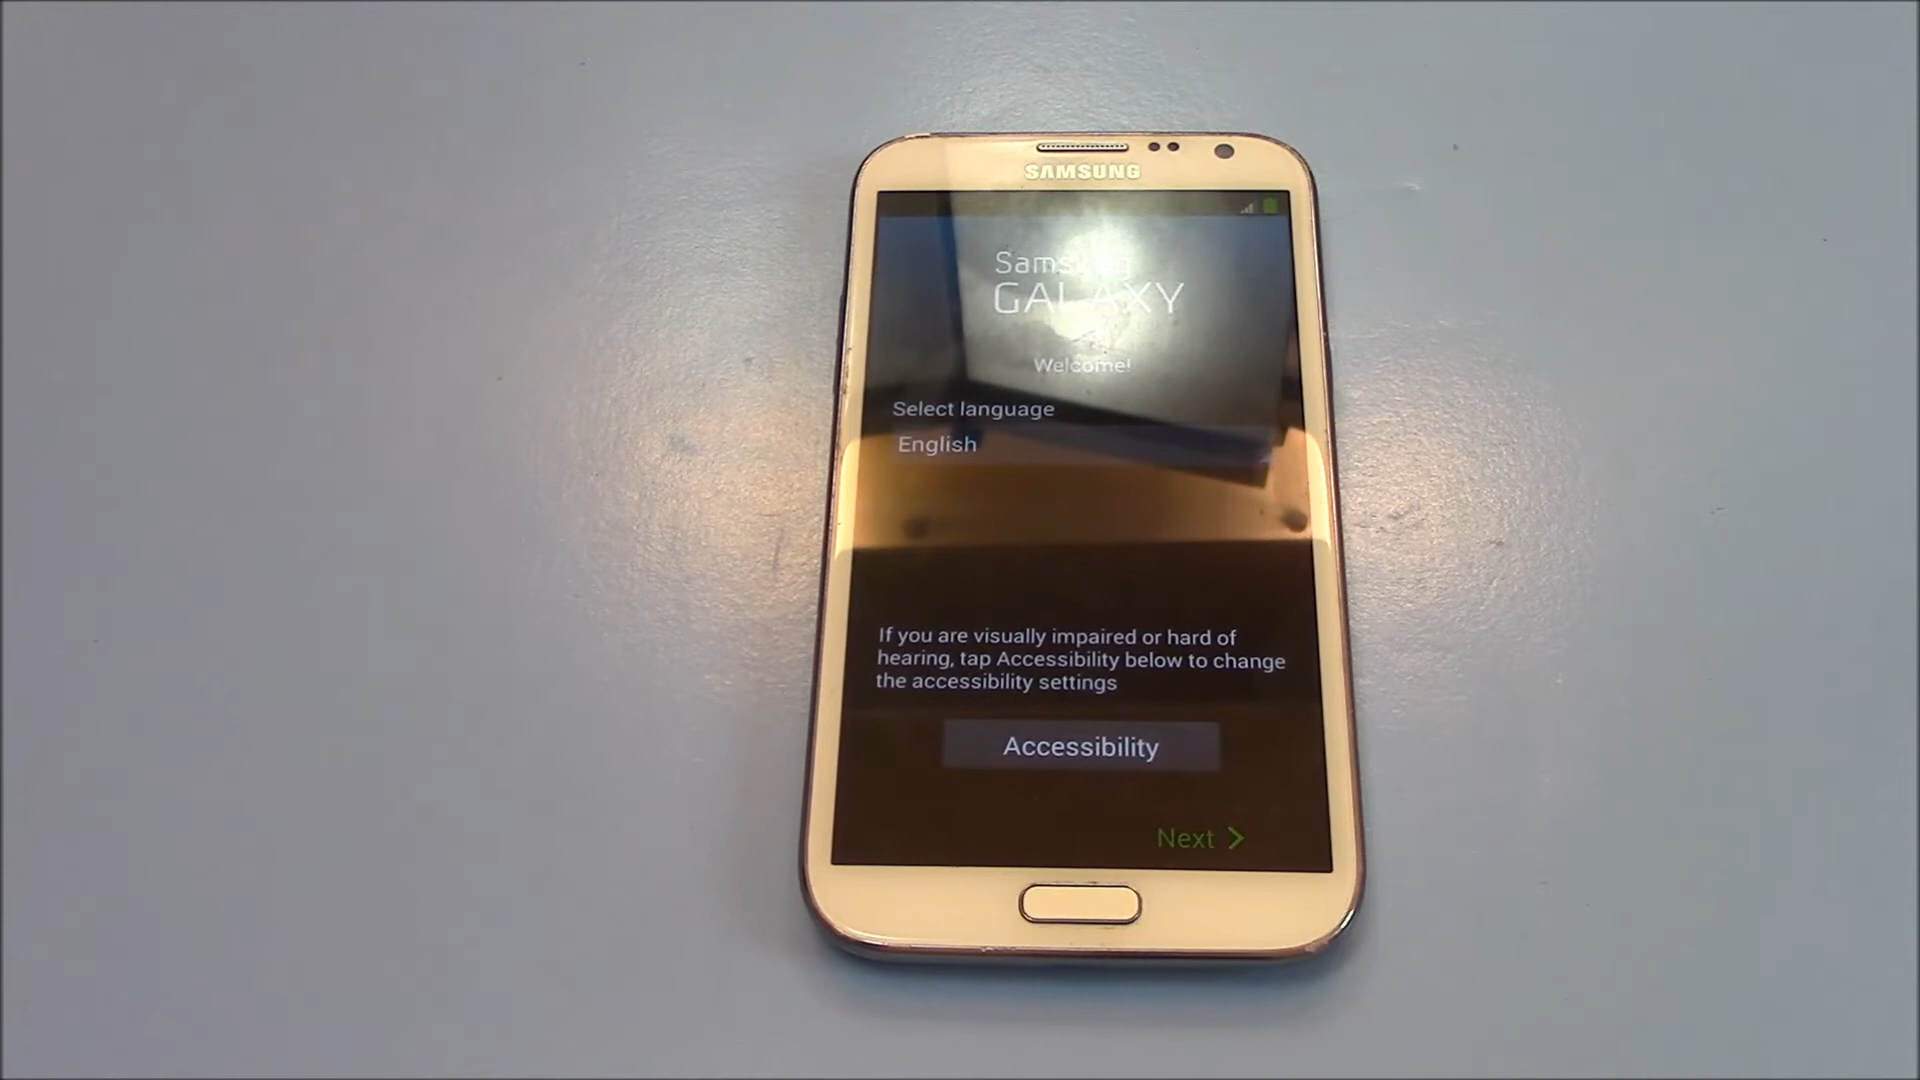 SAMSUNG
Samsung
GALAXY
Welcome!
Select language
English
If you are visually impaired or hard of
hearing, tap Accessibility below to change
the accessibility settings
Accessibility
Next >